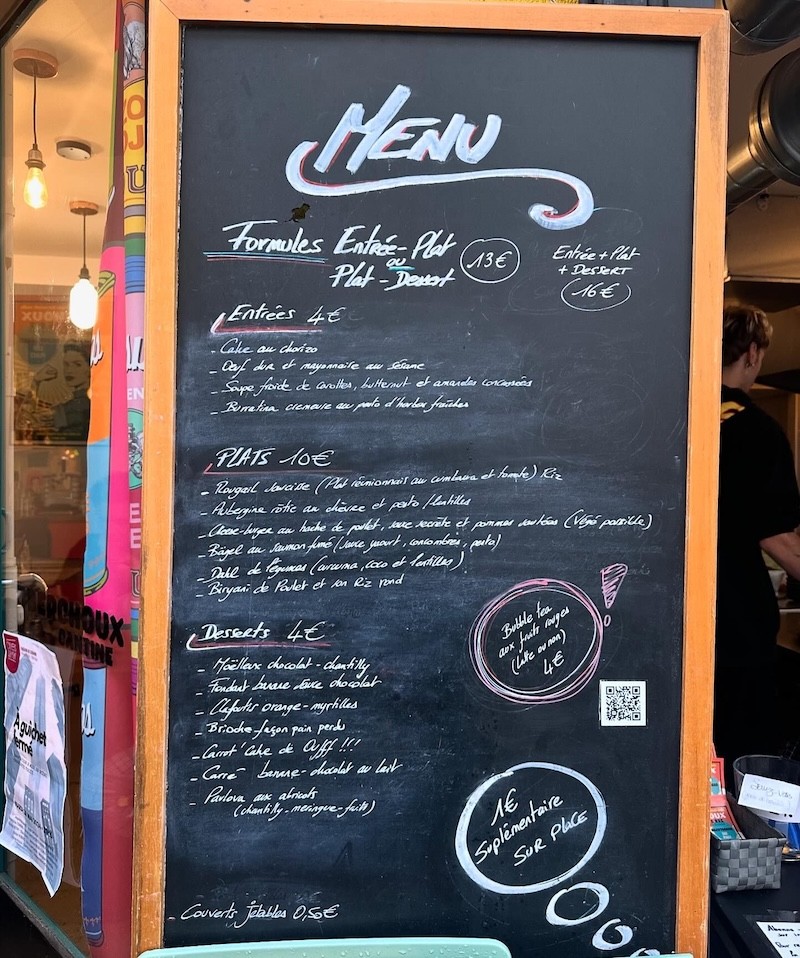 MENU
Formules Entrée-Plat 13€
ou
Plat-Dessert
Entrée+Plat
+ DESSERT
16€
Entrées 4€
- Cake au chorizo
- Oeuf dur et mayonnaise au sésame
- Soupe froide de carottes, butternut et amandes concassées
- Burratina cremeuse au pesto d'herbes fraîches
PLATS 10€
- Rougail saucisse (Plat réunionnais au cumbava et tomate) Riz
- Aubergine rôtie au chèvre et pesto / lentilles
- Cheese-burger au haché de poulet, sauce secrète et pommes sautées (Végé possible)
- Bagel au saumon fumé (sauce yaourt, concombres, pesto)
- Dahl de légumes (curcuma, coco et lentilles)
- Biryani de Poulet et son Riz rond
Desserts 4€
- Moëlleux chocolat - chantilly
- Fondant banane sauce chocolat
- Clafoutis orange - myrtilles
- Brioche façon pain perdu
- Carrot' Cake de Ouff !!!
- Carré banane - chocolat au lait
- Pavlova aux abricots
(chantilly - meringue - fruits)
Bubble tea
aux fruits rouges
(Latte ou non)
4€
1€
Suplémentaire
SUR PLACE
- Couverts jetables 0,50€
À guichet
fermé